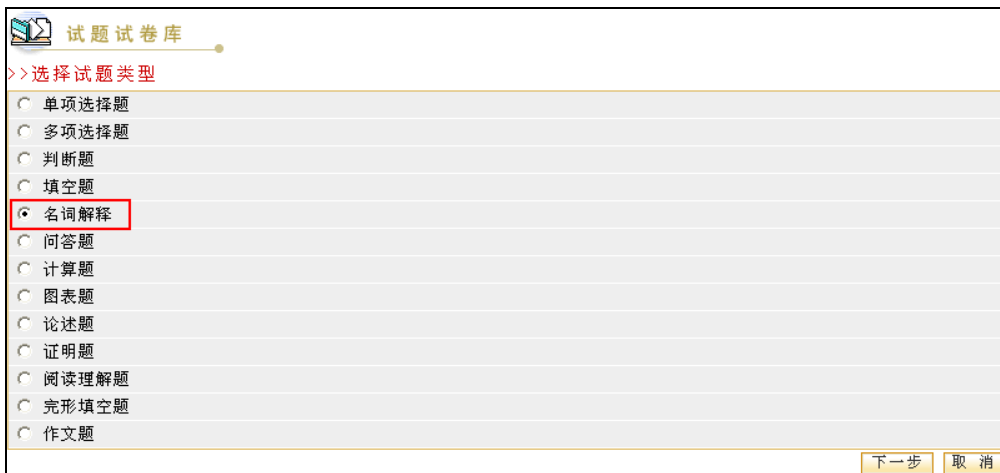 试题试卷库
>>选择试题类型
单项选择题
多项选择题
判断题
填空题
名词解释
问答题
计算题
图表题
论述题
证明题
阅读理解题
完形填空题
作文题
下一步 取 消